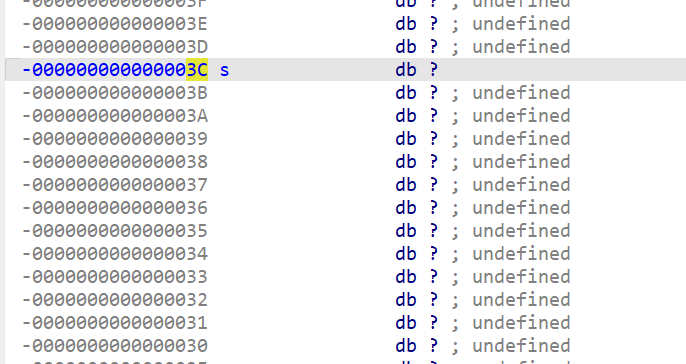 -000000000000003F db ? ; undefined
-000000000000003E db ? ; undefined
-000000000000003D db ? ; undefined
-000000000000003C s db ?
-000000000000003B db ? ; undefined
-000000000000003A db ? ; undefined
-0000000000000039 db ? ; undefined
-0000000000000038 db ? ; undefined
-0000000000000037 db ? ; undefined
-0000000000000036 db ? ; undefined
-0000000000000035 db ? ; undefined
-0000000000000034 db ? ; undefined
-0000000000000033 db ? ; undefined
-0000000000000032 db ? ; undefined
-0000000000000031 db ? ; undefined
-0000000000000030 db ? ; undefined